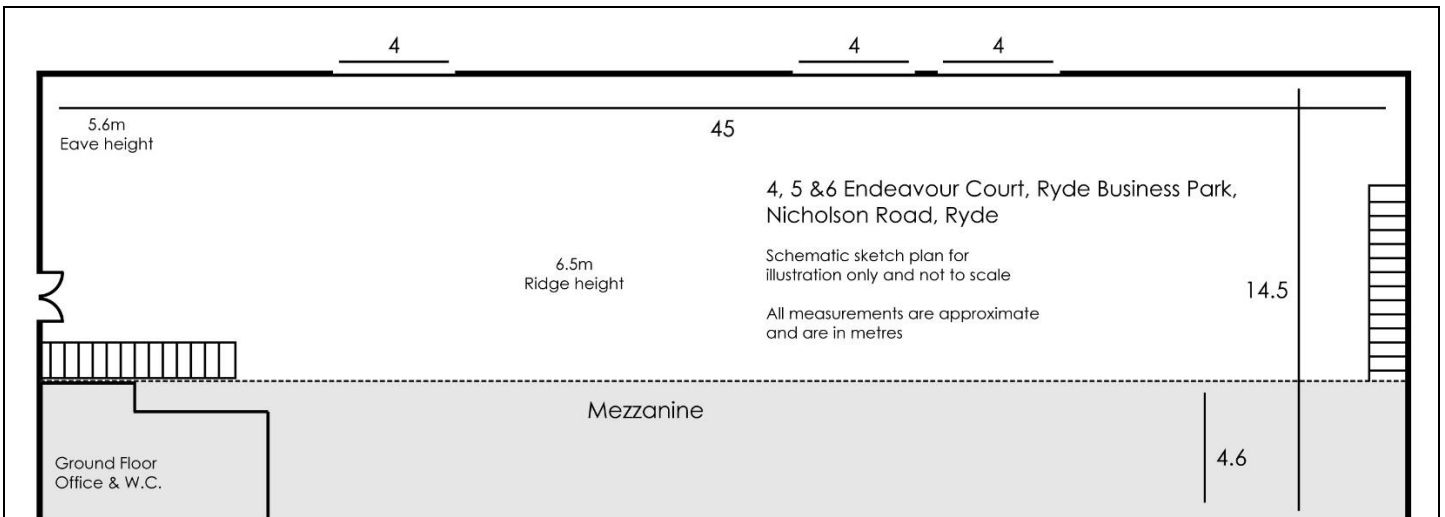 4
4
4
5.6m
Eave height
45
4, 5 &6 Endeavour Court, Ryde Business Park,
Nicholson Road, Ryde
Schematic sketch plan for
illustration only and not to scale
6.5m
Ridge height
14.5
All measurements are approximate
and are in metres
Mezzanine
Ground Floor
Office & W.C.
4.6